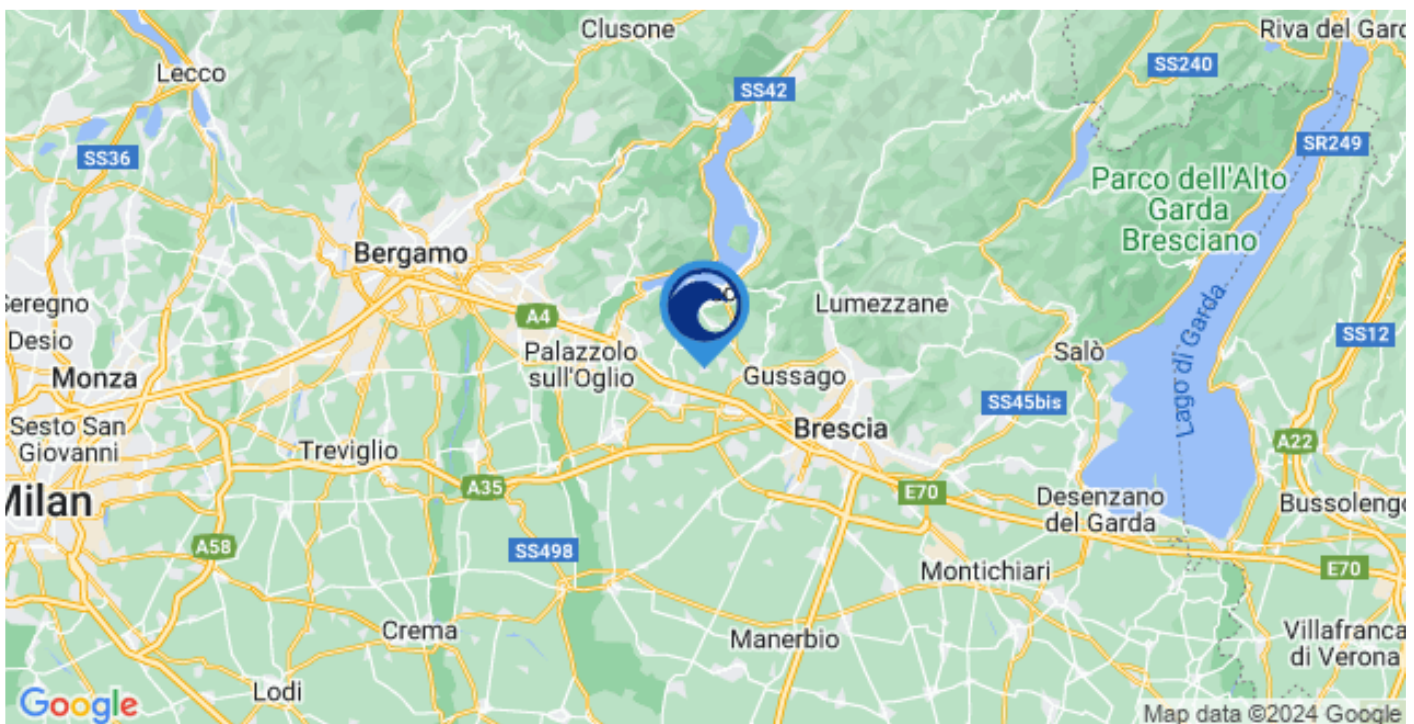 Clusone
Riva del Gard
Lecco
SS240
SS42
SS36
SR249
Parco dell'Alto
Garda
Bresciano
Bergamo
Lumezzane
Seregno
A4
Lago di Garda
SS12
Desio
Palazzolo
sull'Oglio
Salò
Monza
Gussago
SS45bis
Sesto San
Giovanni
Brescia
A22
Treviglio
A35
E70
Milan
Desenzano
del Garda
Bussolengo
A58
SS498
Montichiari
E70
Crema
Manerbio
Villafranca
di Verona
Lodi
Google
Map data ©2024 Google